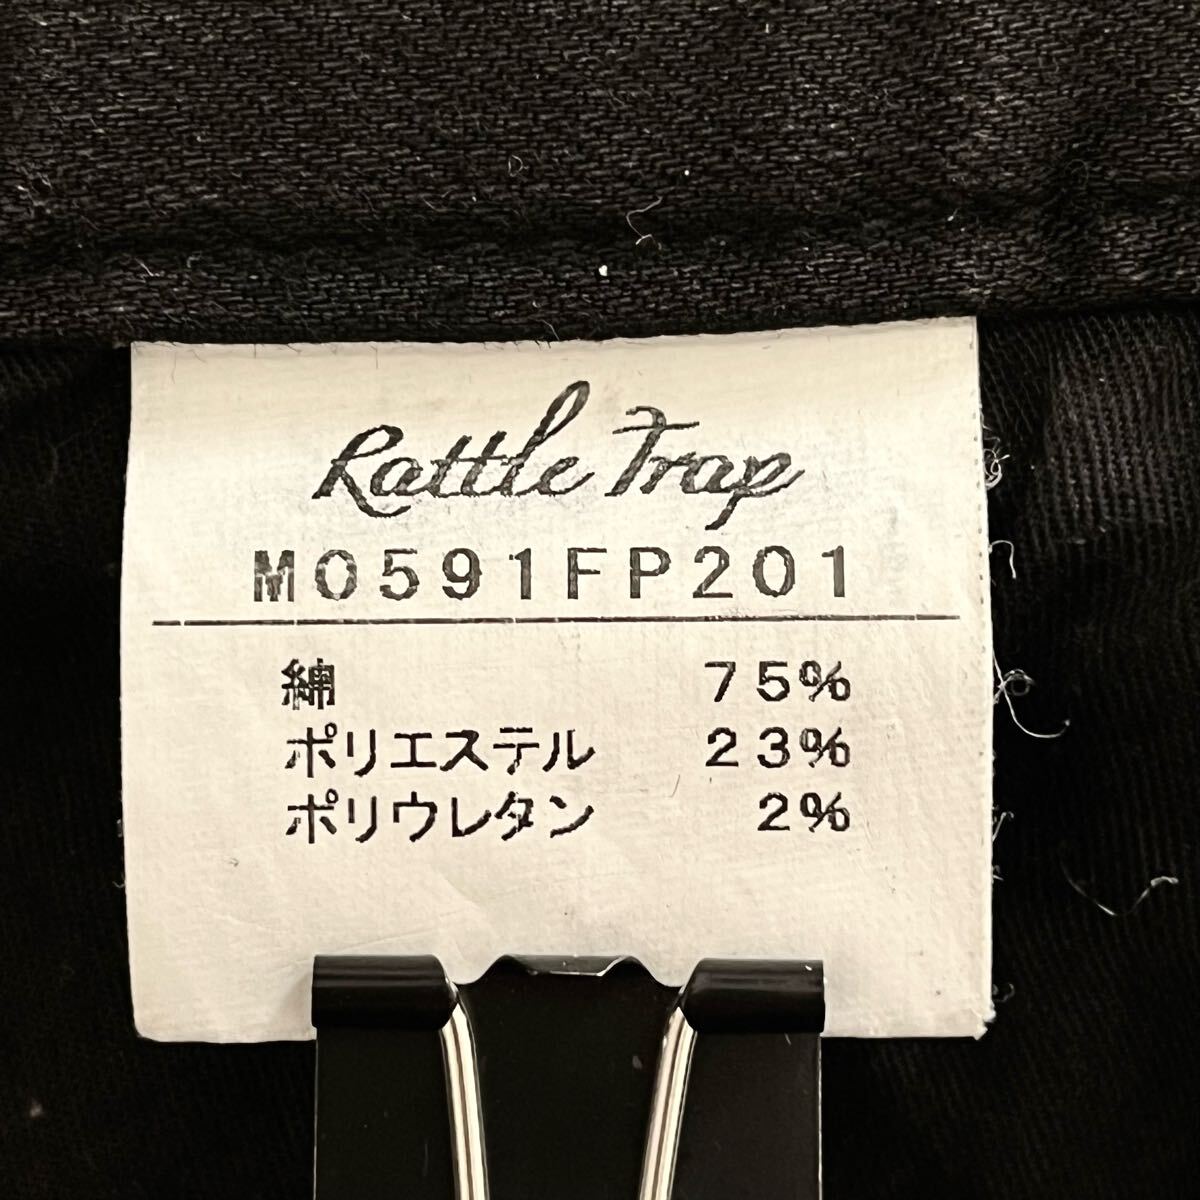 Rattle Trap
M0591FP201
綿 75%
ポリエステル 23%
ポリウレタン 2%